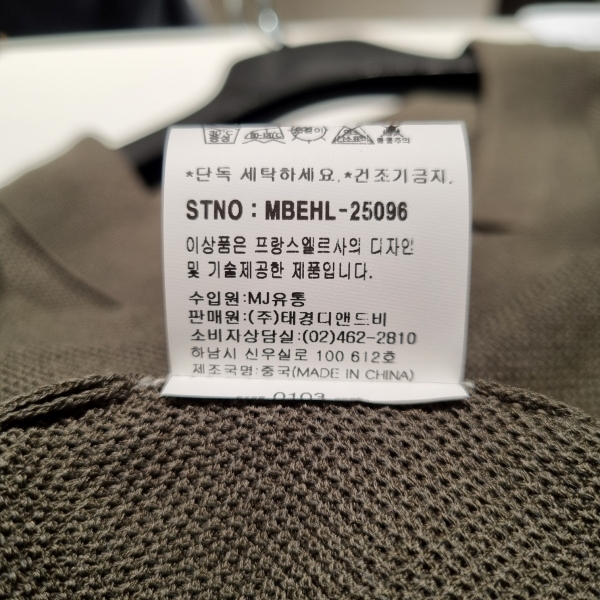 *단독 세탁하세요.*건조기금지.
STNO : MBEHL-25096
이상품은 프랑스엘르사의 디자인
및 기술제공한 제품입니다.
수입원:MJ유통
판매원:(주)태경디앤드비
소비자상담실:(02)462-2810
하남시 신우실로 100 612호
제조국명:중국(MADE IN CHINA)
0103